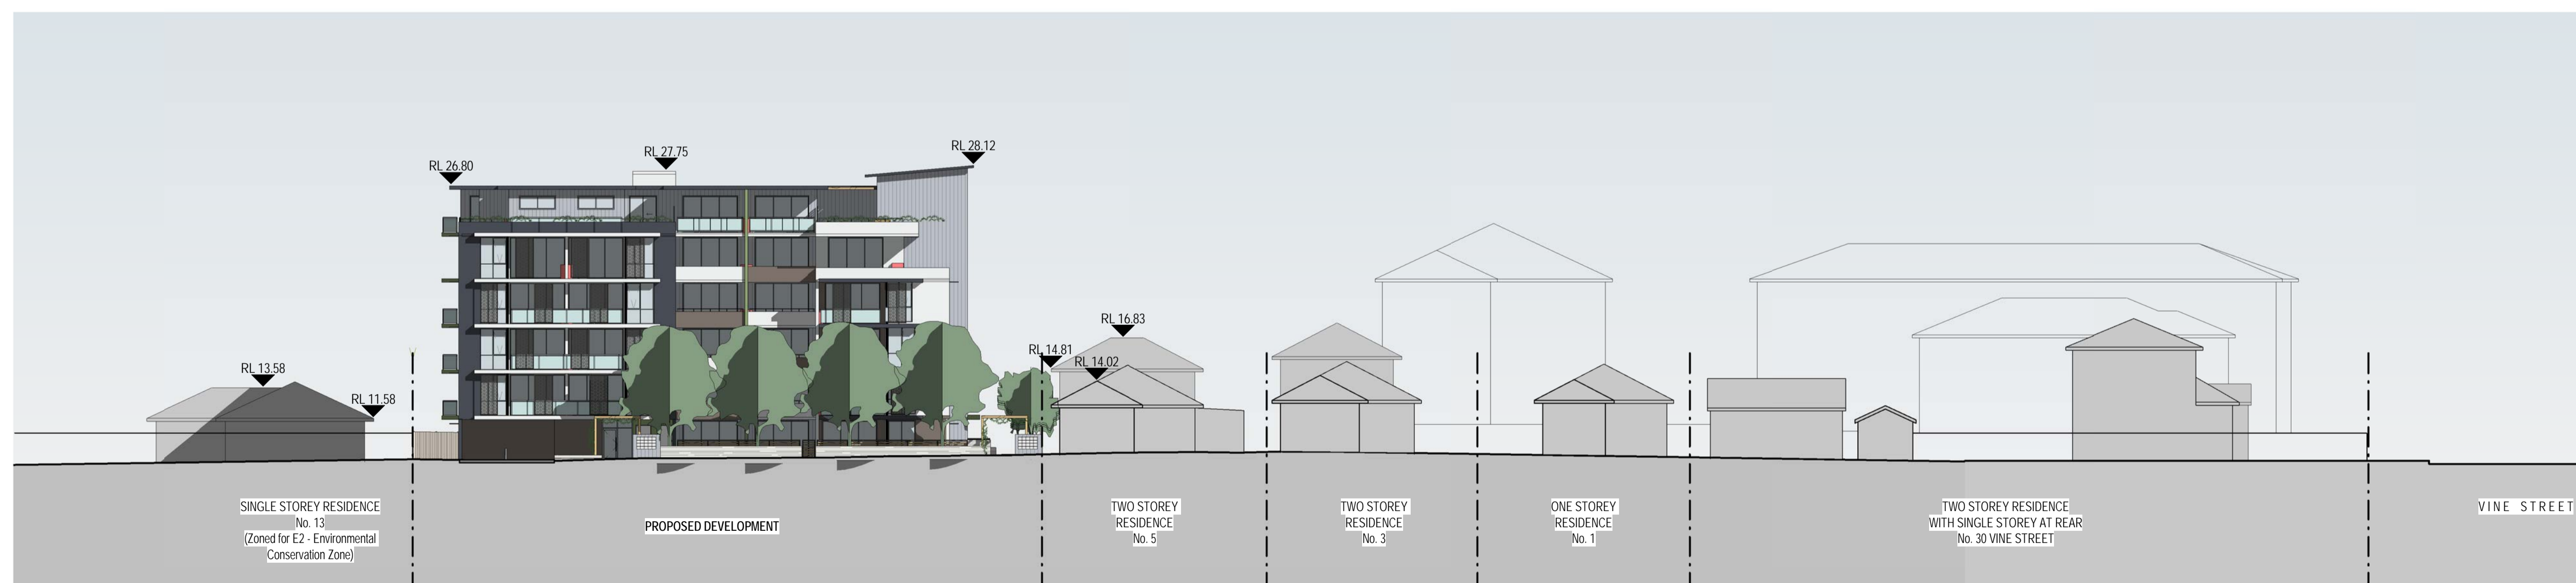 RL 28.12
RL 27.75
RL 26.80
RL 16.83
RL 14.81
RL 14.02
RL 13.58
RL 11.58
SINGLE STOREY RESIDENCE
No. 13
(Zoned for E2 - Environmental
Conservation Zone)
PROPOSED DEVELOPMENT
TWO STOREY
RESIDENCE
No. 5
TWO STOREY
RESIDENCE
No. 3
ONE STOREY
RESIDENCE
No. 1
TWO STOREY RESIDENCE
WITH SINGLE STOREY AT REAR
No. 30 VINE STREET
VINE STREET